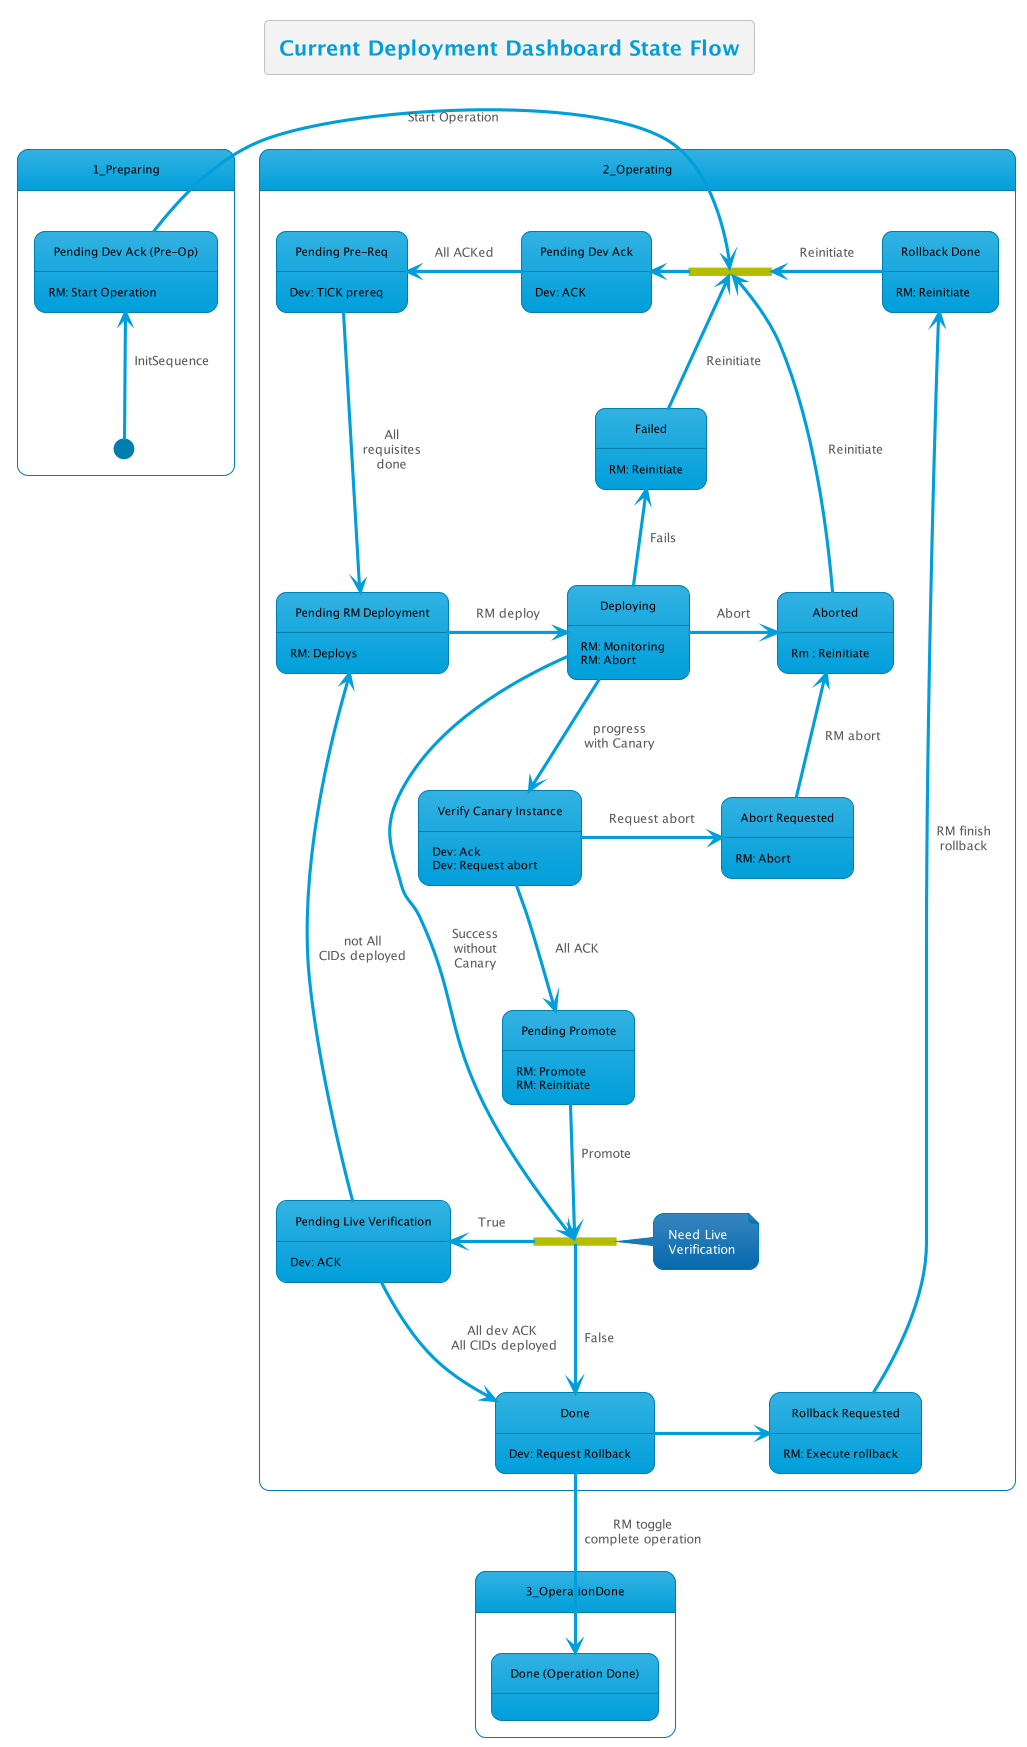 Current Deployment Dashboard State Flow
Start Operation
1_Preparing
2_Operating
Pending Dev Ack (Pre-Op)
RM: Start Operation
InitSequence
Pending Pre-Req
Dev: TICK prereq
All ACKed
Pending Dev Ack
Dev: ACK
Reinitiate
Rollback Done
RM: Reinitiate
Reinitiate
Failed
RM: Reinitiate
All
requisites
done
Reinitiate
Fails
Pending RM Deployment
RM: Deploys
RM deploy
Deploying
RM: Monitoring
RM: Abort
Abort
Aborted
Rm : Reinitiate
progress
with Canary
RM abort
Verify Canary Instance
Dev: Ack
Dev: Request abort
Request abort
Abort Requested
RM: Abort
RM finish
rollback
not All
CIDs deployed
Success
without
Canary
All ACK
Pending Promote
RM: Promote
RM: Reinitiate
Promote
Pending Live Verification
Dev: ACK
True
Need Live
Verification
All dev ACK
All CIDs deployed
False
Done
Dev: Request Rollback
Rollback Requested
RM: Execute rollback
RM toggle
complete operation
3_OperationDone
Done (Operation Done)